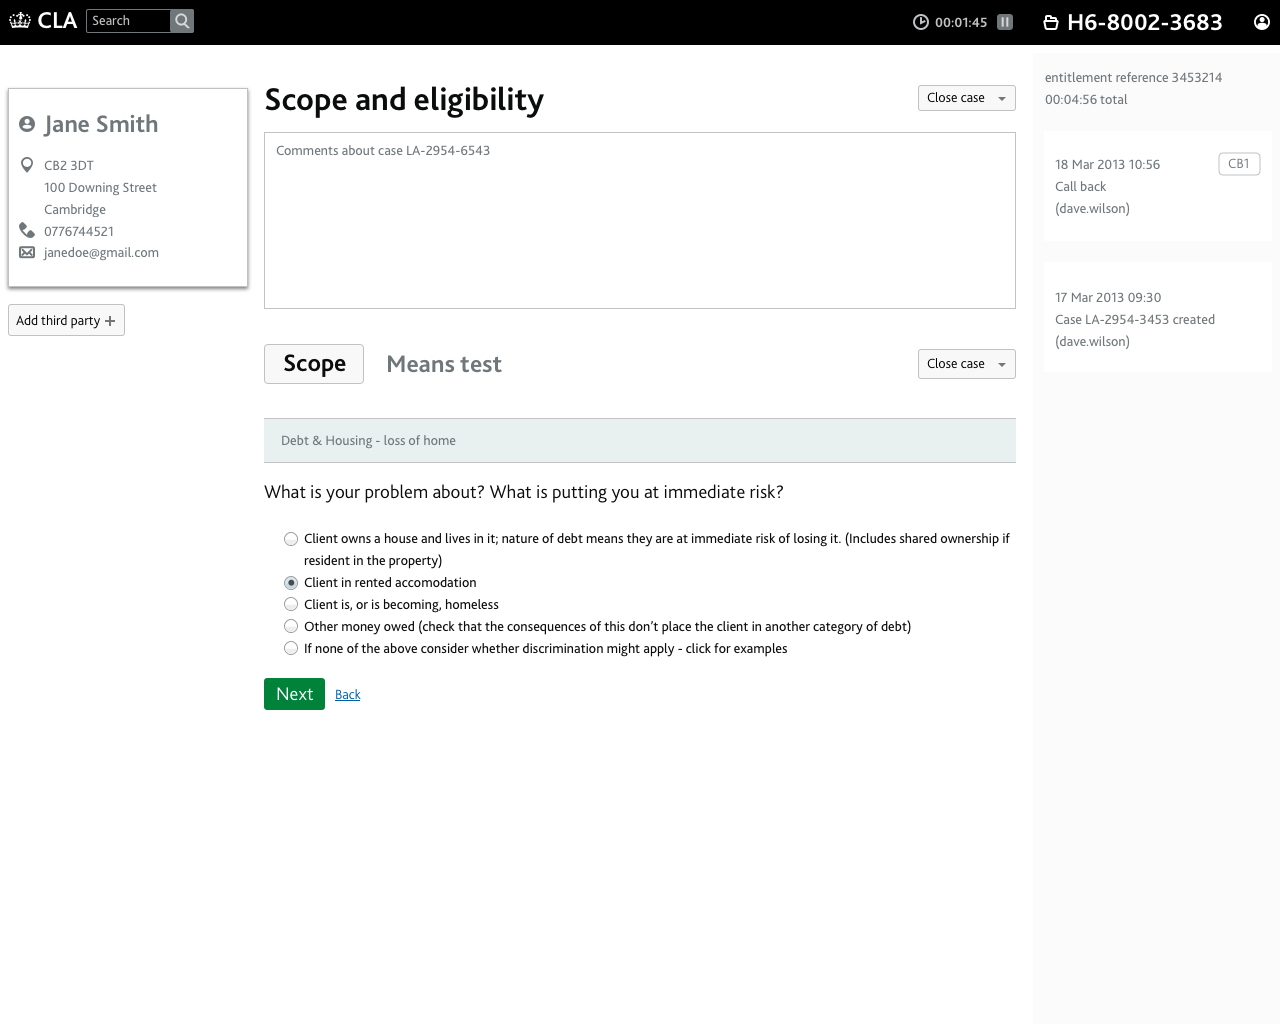 CLA
Search
00:01:45
H6-8002-3683
Jane Smith
CB2 3DT
100 Downing Street
Cambridge
0776744521
janedoe@gmail.com
Add third party
Scope and eligibility
Close case
Comments about case LA-2954-6543
Scope
Means test
Close case
Debt & Housing - loss of home
What is your problem about? What is putting you at immediate risk?
Client owns a house and lives in it; nature of debt means they are at immediate risk of losing it. (Includes shared ownership if
resident in the property)
Client in rented accomodation
Client is, or is becoming, homeless
Other money owed (check that the consequences of this don’t place the client in another category of debt)
If none of the above consider whether discrimination might apply - click for examples
Next
Back
entitlement reference 3453214
00:04:56 total
18 Mar 2013 10:56
CB1
Call back
(dave.wilson)
17 Mar 2013 09:30
Case LA-2954-3453 created
(dave.wilson)